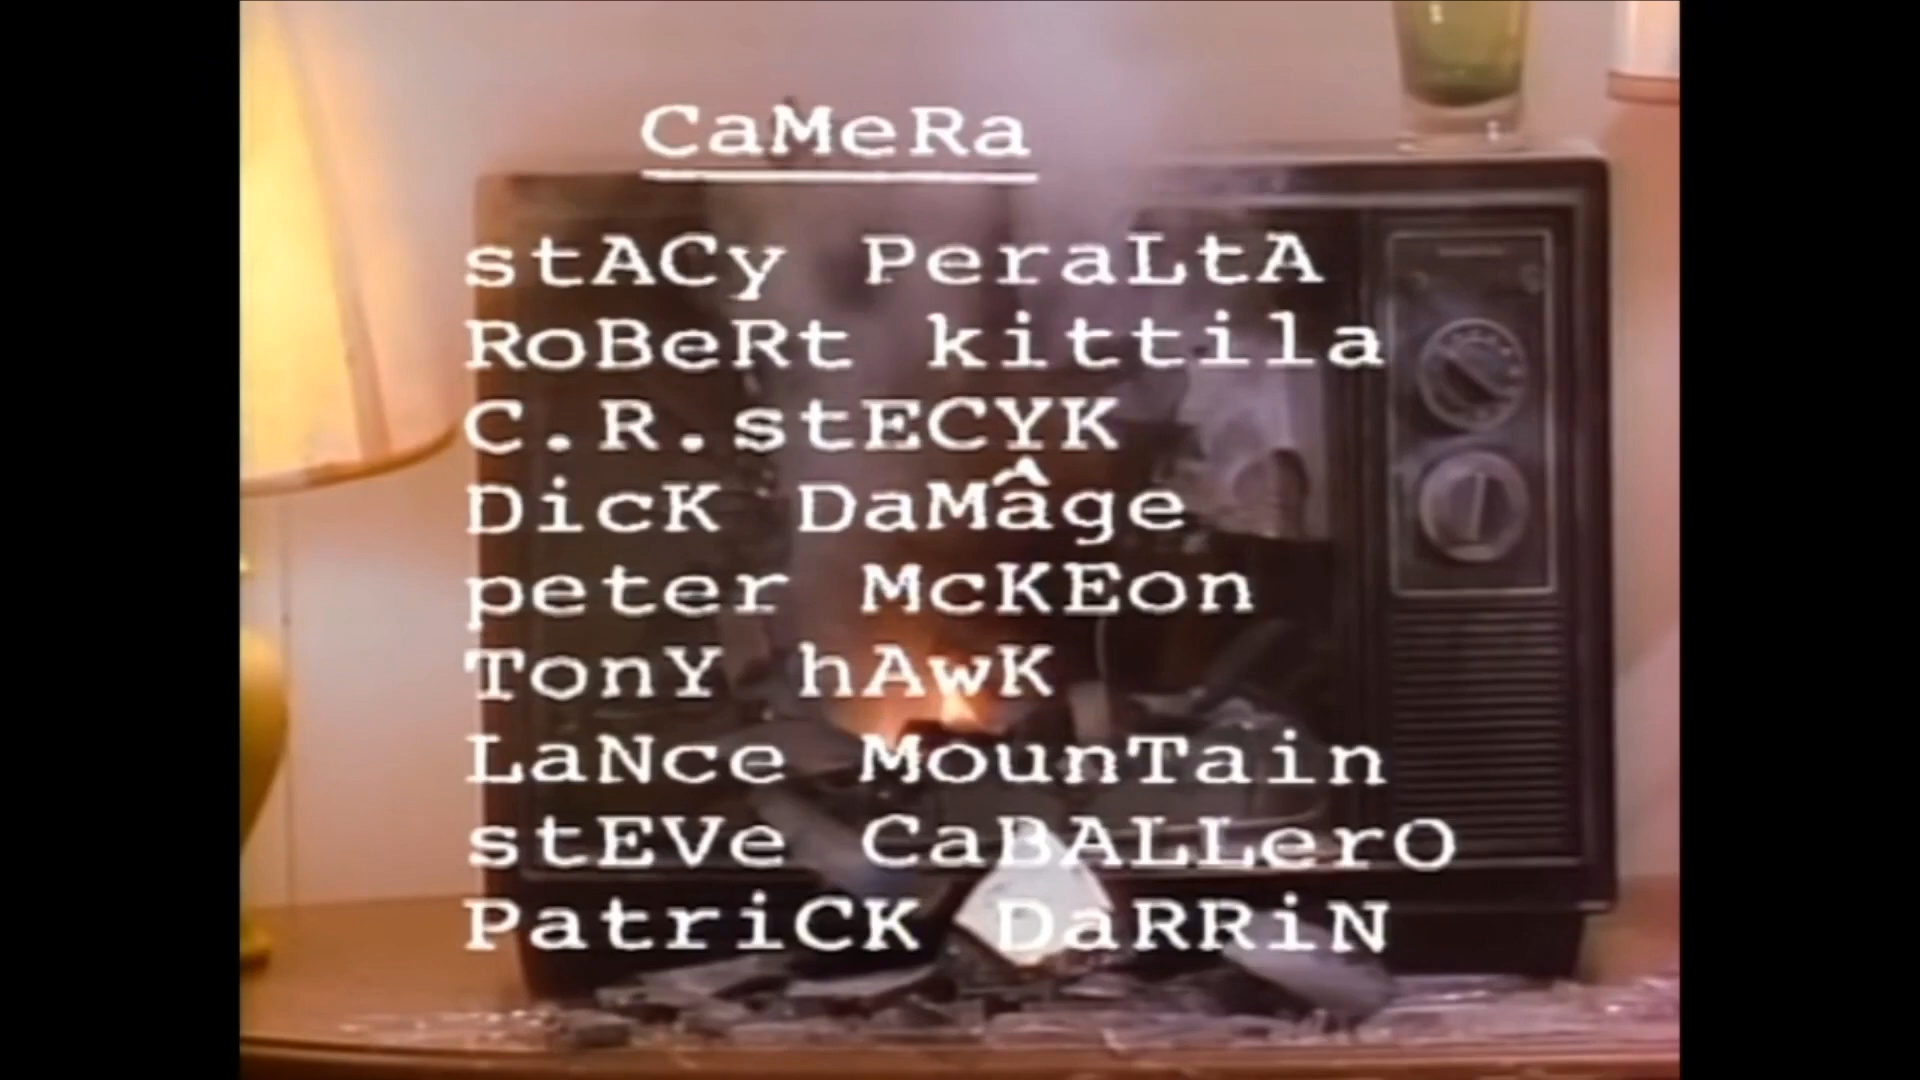 CaMeRa
stACy PeraLtA
RoBeRt kittila
C.R.stECYK
DicK DaMâge
peter McKEon
TonY hAwK
LaNce MounTain
stEVe CaBALLerO
PatriCK DaRRiN